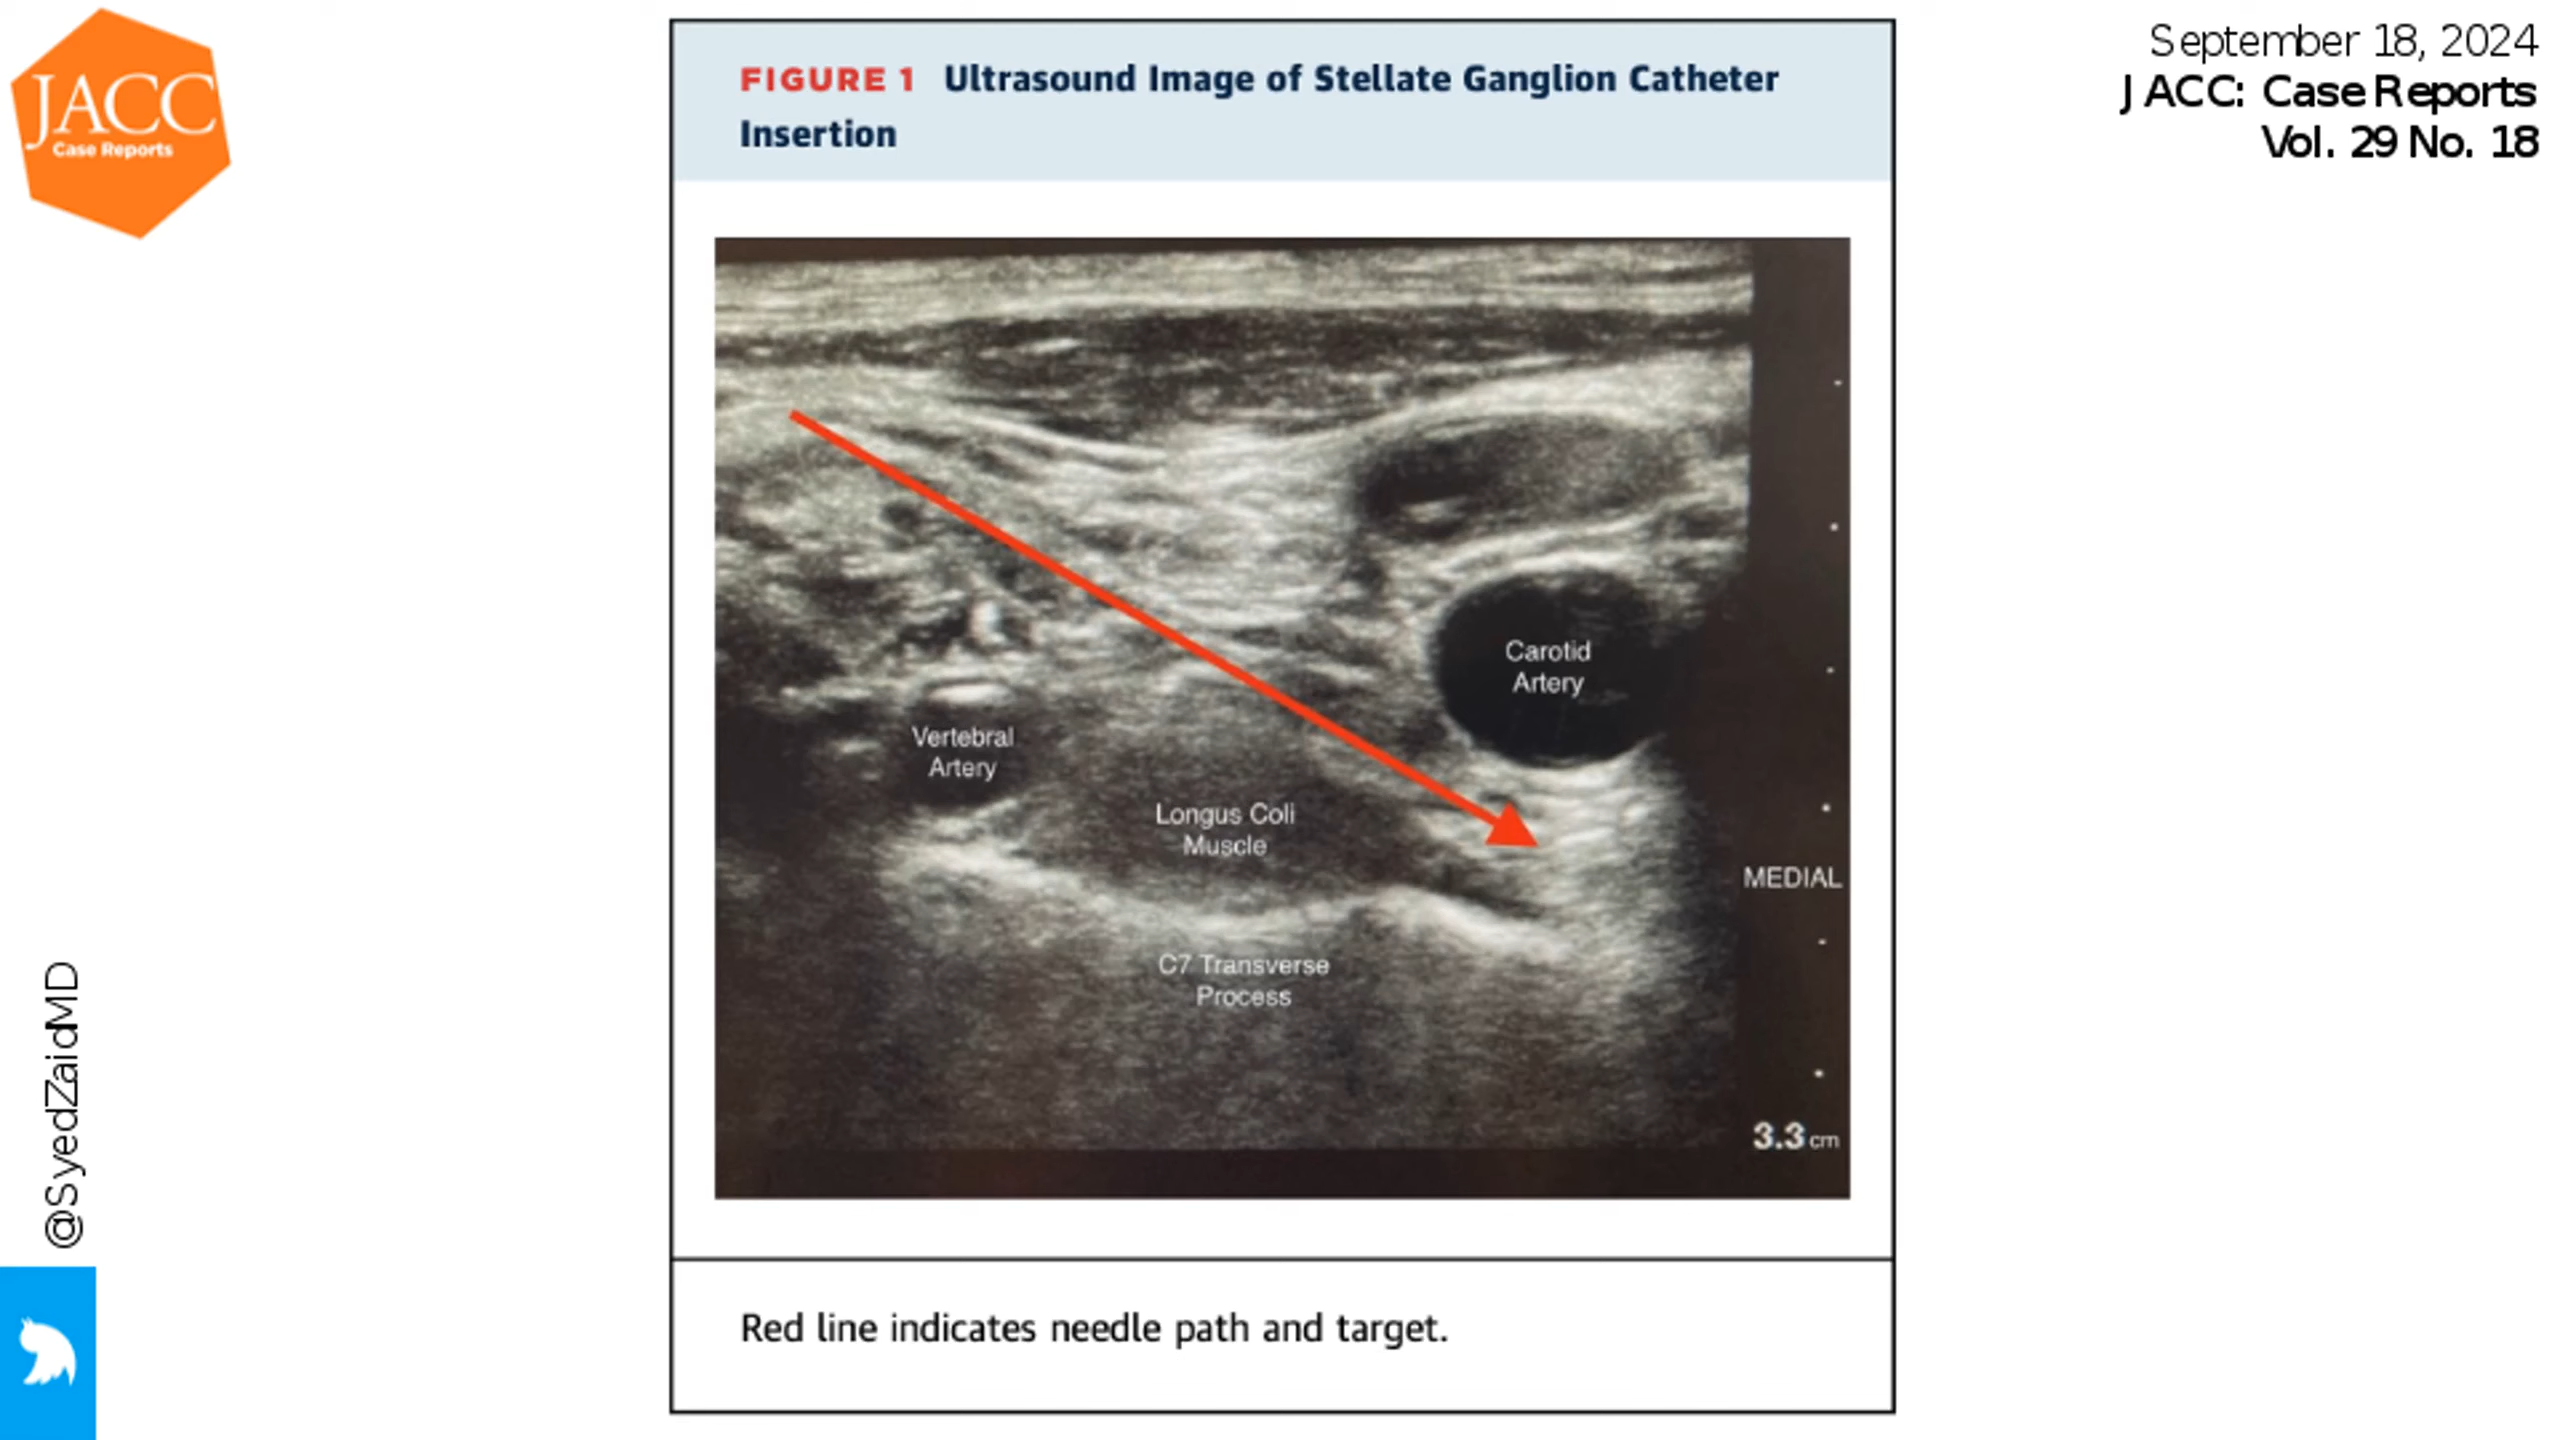 JACC
Case Reports
FIGURE 1 Ultrasound Image of Stellate Ganglion Catheter
Insertion
September 18, 2024
JACC: Case Reports
Vol. 29 No. 18
Carotid
Artery
Vertebral
Artery
Longus Coli
Muscle
MEDIAL
C7 Transverse
Process
3.3 cm
Red line indicates needle path and target.
@SyedZaidMD